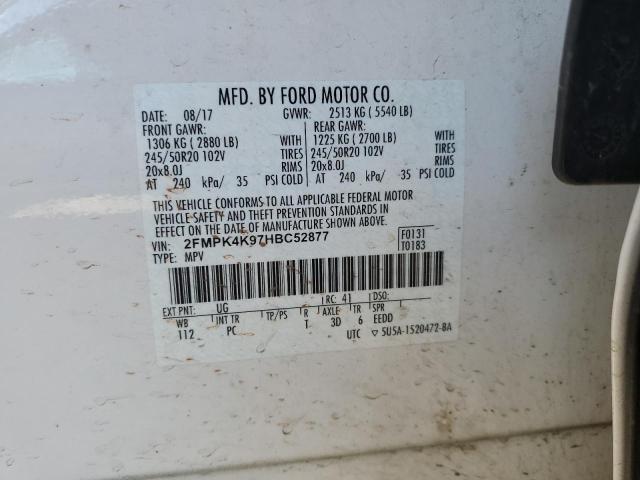 MFD. BY FORD MOTOR CO.
DATE: 08/17 GVWR: 2513 KG ( 5540 LB)
FRONT GAWR: REAR GAWR:
1306 KG ( 2880 LB) WITH 1225 KG ( 2700 LB) WITH
245/50R20 102V TIRES 245/50R20 102V TIRES
20x8.0J RIMS 20x8.0J RIMS
AT 240 kPa/ 35 PSI COLD AT 240 kPa/ 35 PSI COLD
THIS VEHICLE CONFORMS TO ALL APPLICABLE FEDERAL MOTOR
VEHICLE SAFETY AND THEFT PREVENTION STANDARDS IN
EFFECT ON THE DATE OF MANUFACTURE SHOWN ABOVE.
VIN: 2FMPK4K97HBC52877 F0131
TYPE: MPV T0183
EXT PNT: UG RC: 41 DSO:
WB INT TR TP/PS R AXLE TR SPR
112 PC T 3D 6 EEDD
UTC ▽ 5U5A-1520472-BA